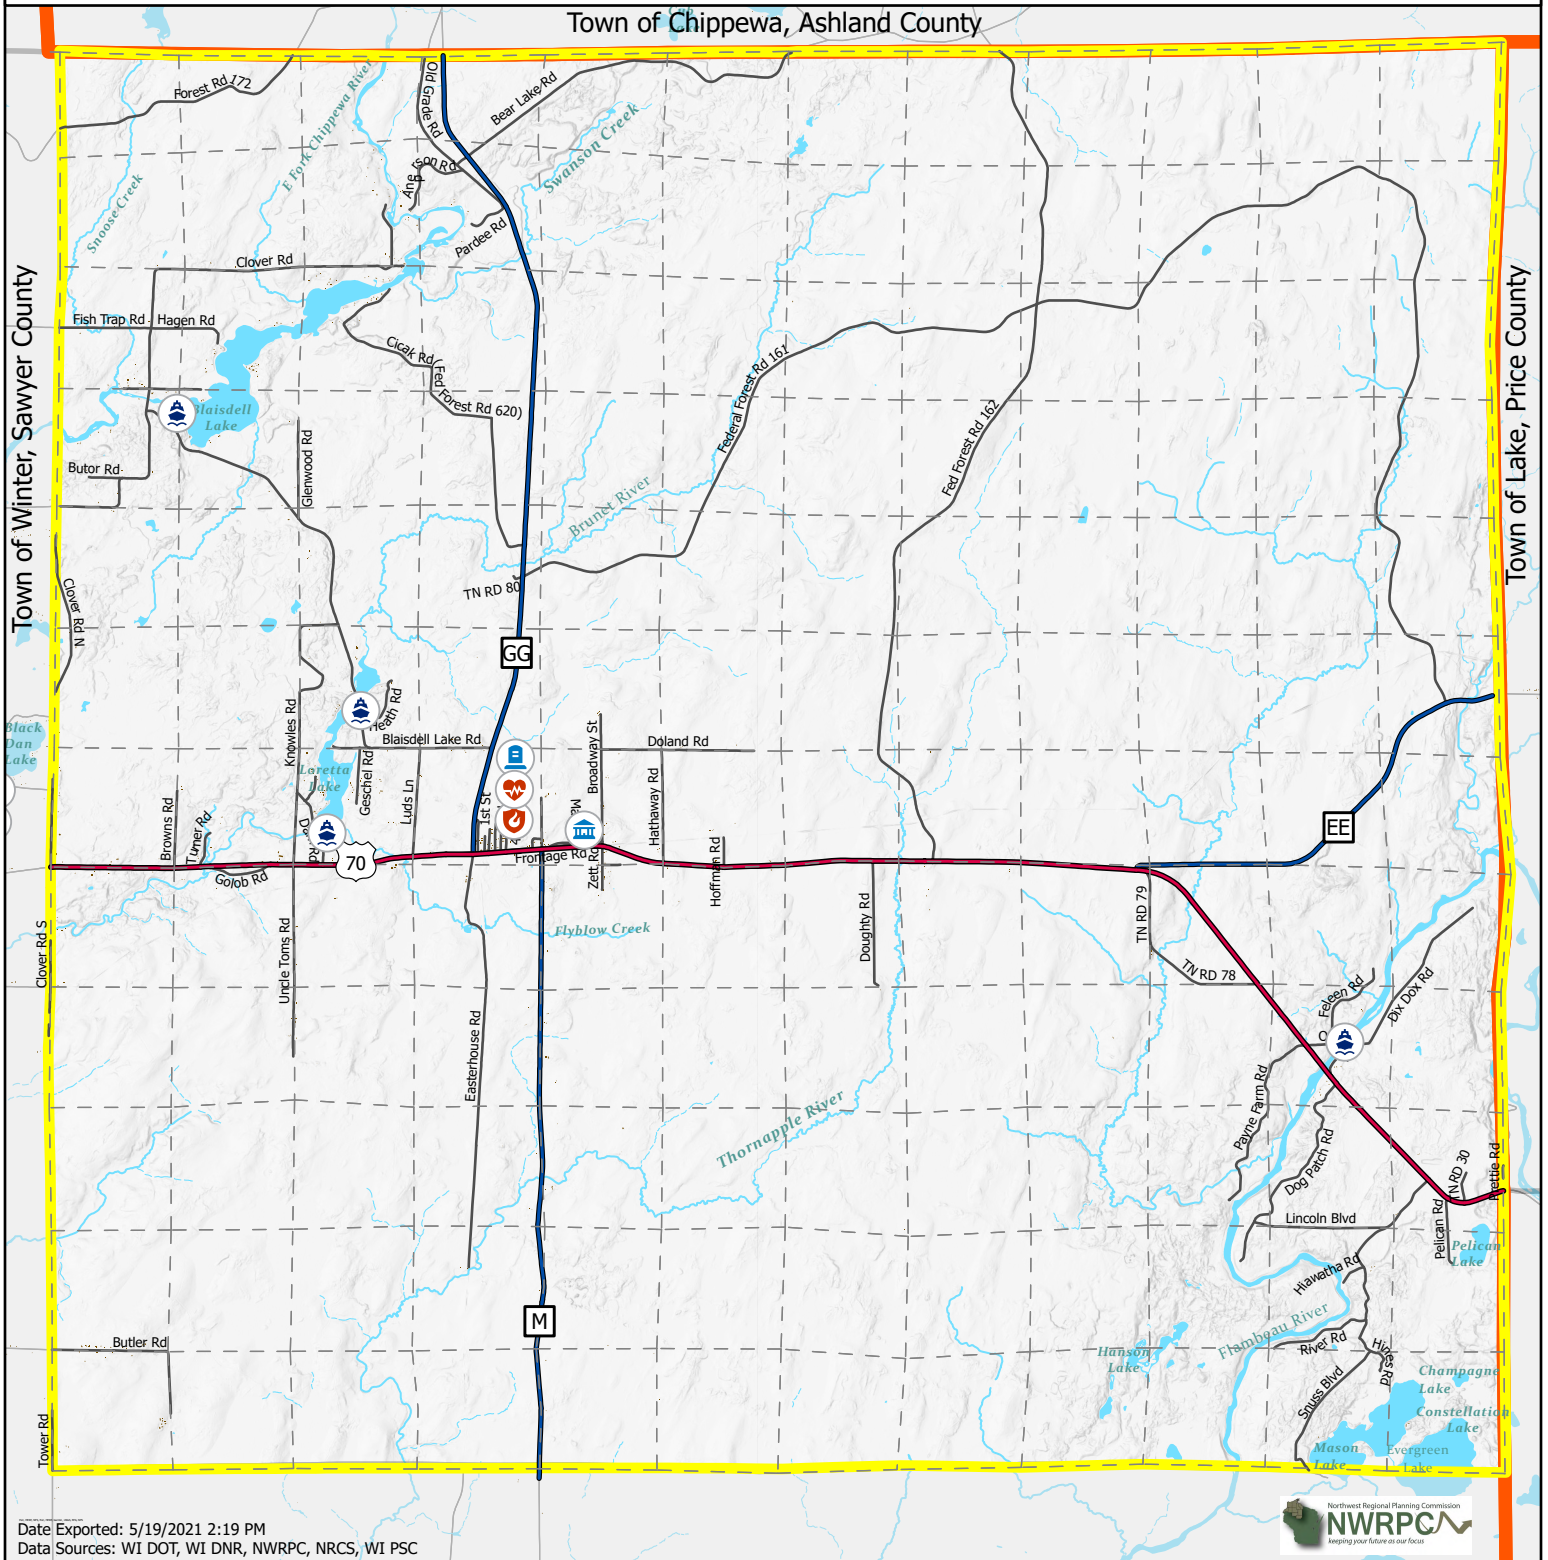 Town of Chippewa, Ashland County
Town of Winter, Sawyer County
Town of Lake, Price County
Forest Rd 172
E Fork Chippewa River
Old Grade Rd
Bear Lake Rd
Swanson Creek
Snoose Creek
Pardee Rd
Clover Rd
Fish Trap Rd
Hagen Rd
Cicak Rd (Fed Forest Rd 620)
Federal Forest Rd 161
Fed Forest Rd 162
Blaisdell
Lake
Glenwood Rd
Butor Rd
Brunet River
TN RD 80
Clover Rd N
GG
Knowles Rd
Heath Rd
Blaisdell Lake Rd
Broadway St
Doland Rd
Black
Dan
Lake
Loretta
Lake
Geschel Rd
Luds Ln
1st St
Hathaway Rd
Browns Rd
Turner Rd
70
Frontage Rd
Zett Rd
Hoffman Rd
Golob Rd
EE
Doughty Rd
TN RD 79
Flyblow Creek
Clover Rd S
Uncle Toms Rd
TN RD 78
Feleen Rd
Dix Dox Rd
Easterhouse Rd
Payne Farm Rd
Thornapple River
Dog Patch Rd
TN RD 30
Lincoln Blvd
Pelican Rd
Pelican
Lake
Hiawatha Rd
M
Flambeau River
River Rd
Hines Rd
Butler Rd
Hanson
Lake
Snuss Blvd
Champagne
Lake
Constellation
Lake
Mason
Lake
Evergreen
Lake
Tower Rd
Date Exported: 5/19/2021 2:19 PM
Data Sources: WI DOT, WI DNR, NWRPC, NRCS, WI PSC
Northwest Regional Planning Commission
NWRPC
keeping your future as our focus